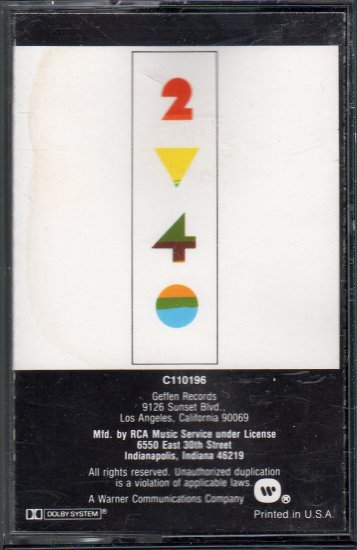 2
4
C110196
Geffen Records
9126 Sunset Blvd.
Los Angeles, California 90069
Mfd. by RCA Music Service under License
6550 East 30th Street
Indianapolis, Indiana 46219
All rights reserved. Unauthorized duplication
is a violation of applicable laws.
A Warner Communications Company
W ®
DOLBY SYSTEM ®
Printed in U.S.A.